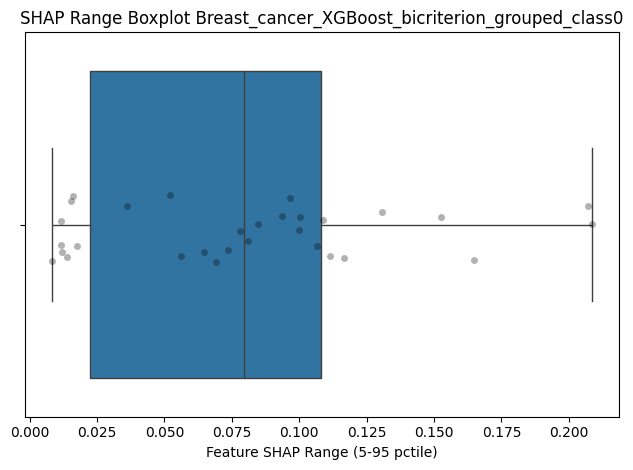 SHAP Range Boxplot Breast_cancer_XGBoost_bicriterion_grouped_class0
0.000 0.025 0.050 0.075 0.100 0.125 0.150 0.175 0.200
Feature SHAP Range (5-95 pctile)